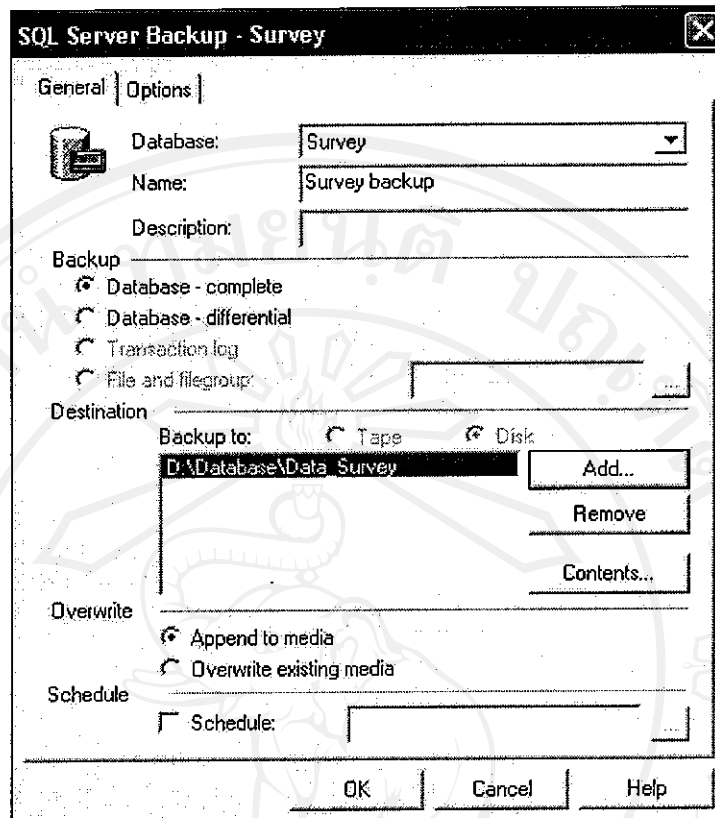 SQL Server Backup - Survey
General Options
Database: Survey
Name: Survey backup
Description:
Backup
Database - complete
Database - differential
Transaction log
File and filegroup: ...
Destination
Backup to: Tape Disk
D:\Database\Data_Survey Add...
Remove
Contents...
Overwrite
Append to media
Overwrite existing media
Schedule
Schedule: ...
OK Cancel Help